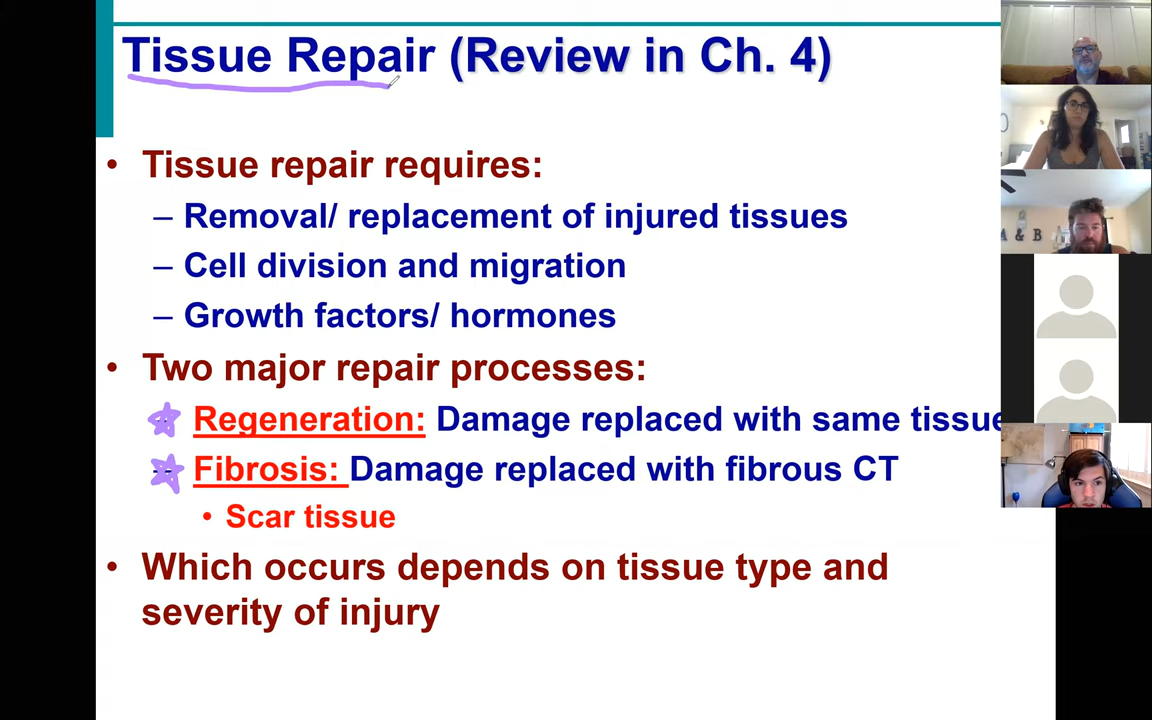 Tissue Repair (Review in Ch. 4)
• Tissue repair requires:
– Removal/ replacement of injured tissues
– Cell division and migration
– Growth factors/ hormones
• Two major repair processes:
– Regeneration: Damage replaced with same tissue
– Fibrosis: Damage replaced with fibrous CT
• Scar tissue
• Which occurs depends on tissue type and
severity of injury
A & B